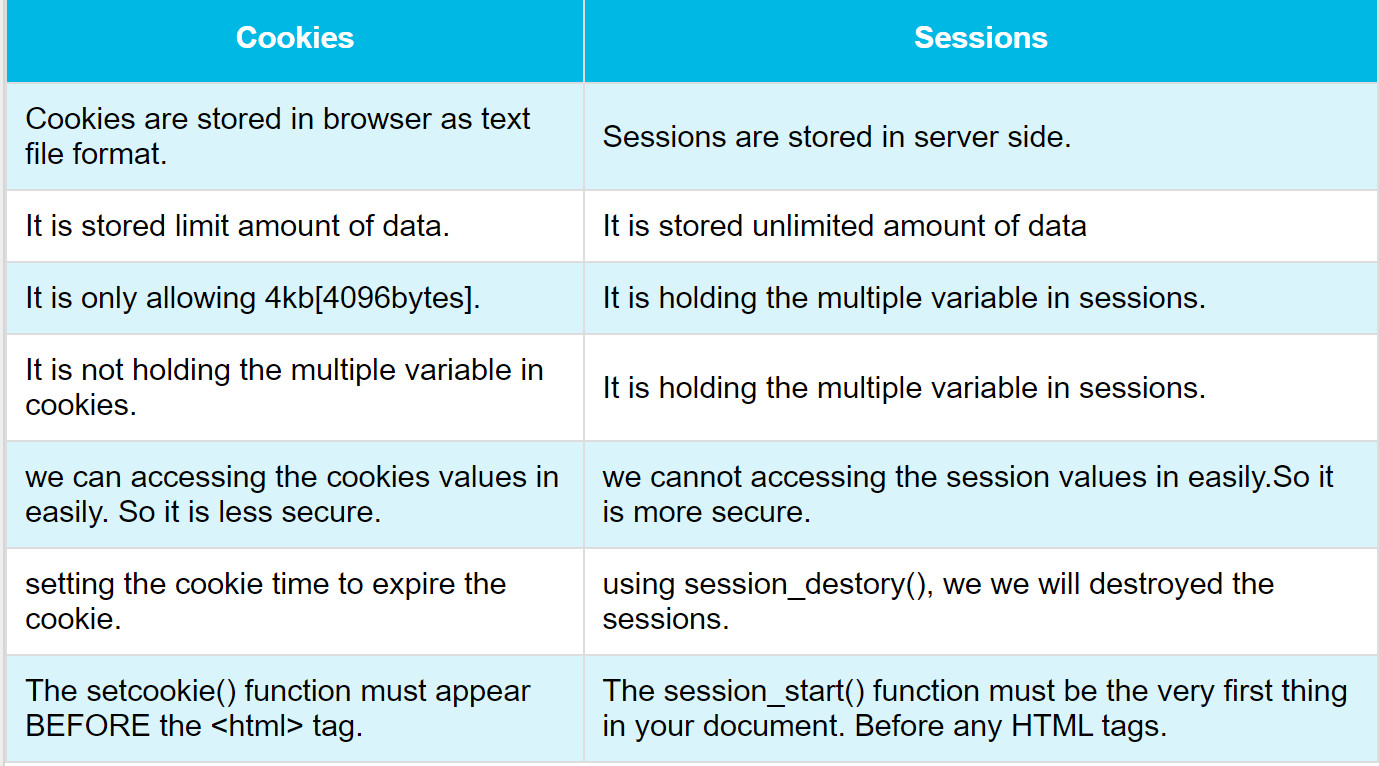 Cookies
Sessions
Cookies are stored in browser as text
file format.
Sessions are stored in server side.
It is stored limit amount of data.
It is stored unlimited amount of data
It is only allowing 4kb[4096bytes].
It is holding the multiple variable in sessions.
It is not holding the multiple variable in
cookies.
It is holding the multiple variable in sessions.
we can accessing the cookies values in
easily. So it is less secure.
we cannot accessing the session values in easily.So it
is more secure.
setting the cookie time to expire the
cookie.
using session_destory(), we we will destroyed the
sessions.
The setcookie() function must appear
BEFORE the <html> tag.
The session_start() function must be the very first thing
in your document. Before any HTML tags.